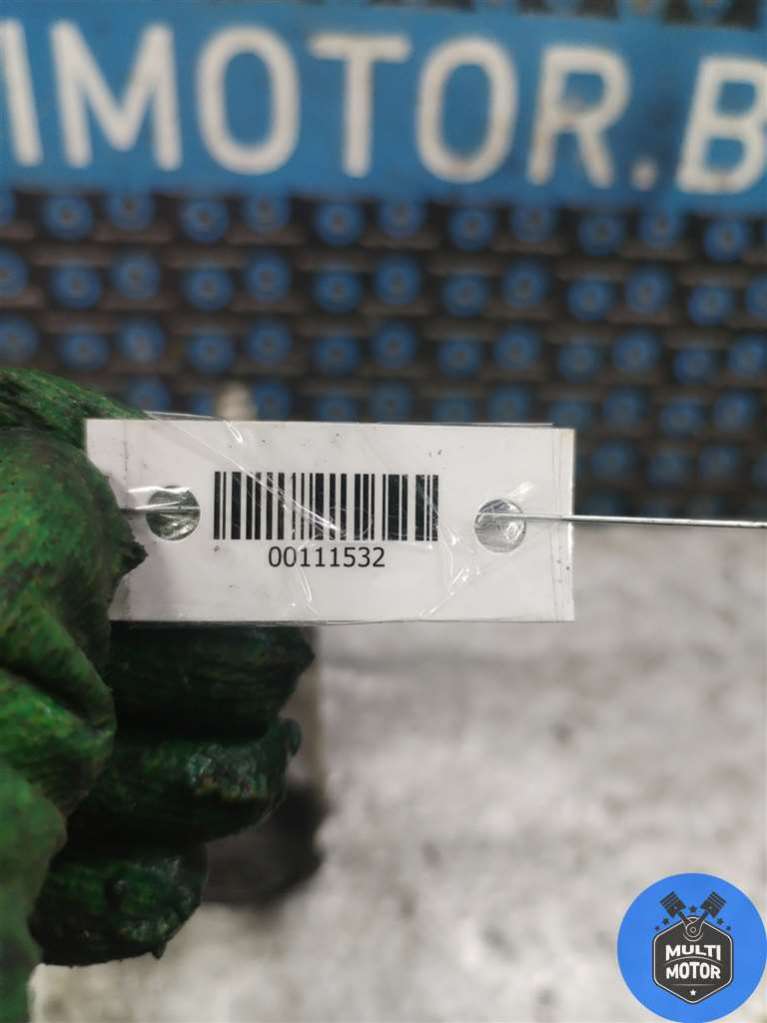 IMOTOR.B
00111532
MULTI
MOTOR